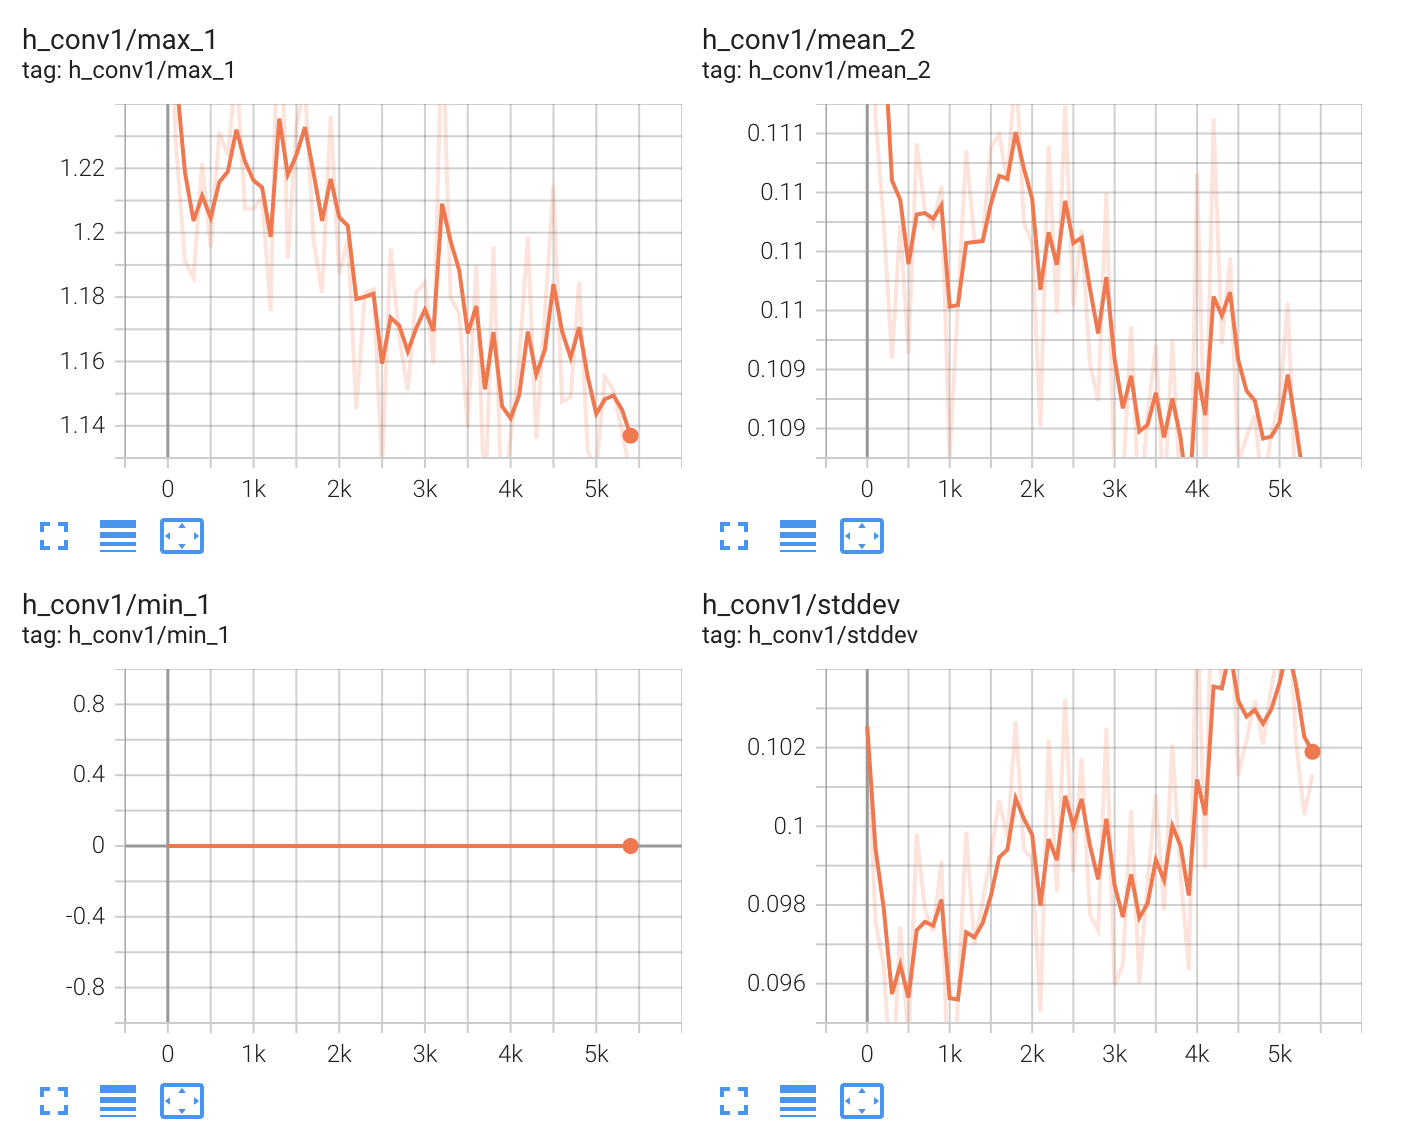 h_conv1/max_1
tag: h_conv1/max_1
1.22
1.2
1.18
1.16
1.14
0 1k 2k 3k 4k 5k
h_conv1/mean_2
tag: h_conv1/mean_2
0.111
0.11
0.11
0.11
0.109
0.109
0 1k 2k 3k 4k 5k
h_conv1/min_1
tag: h_conv1/min_1
0.8
0.4
0
-0.4
-0.8
0 1k 2k 3k 4k 5k
h_conv1/stddev
tag: h_conv1/stddev
0.102
0.1
0.098
0.096
0 1k 2k 3k 4k 5k